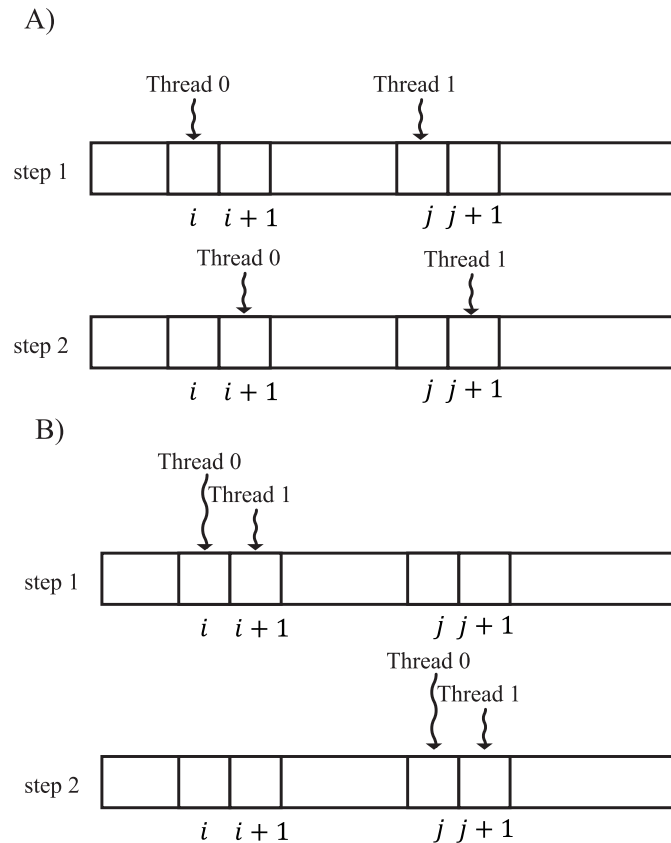 A)
Thread 0 Thread 1
step 1
i i + 1 j j + 1
Thread 0 Thread 1
step 2
i i + 1 j j + 1
B)
Thread 0
Thread 1
step 1
i i + 1 j j + 1
Thread 0
Thread 1
step 2
i i + 1 j j + 1